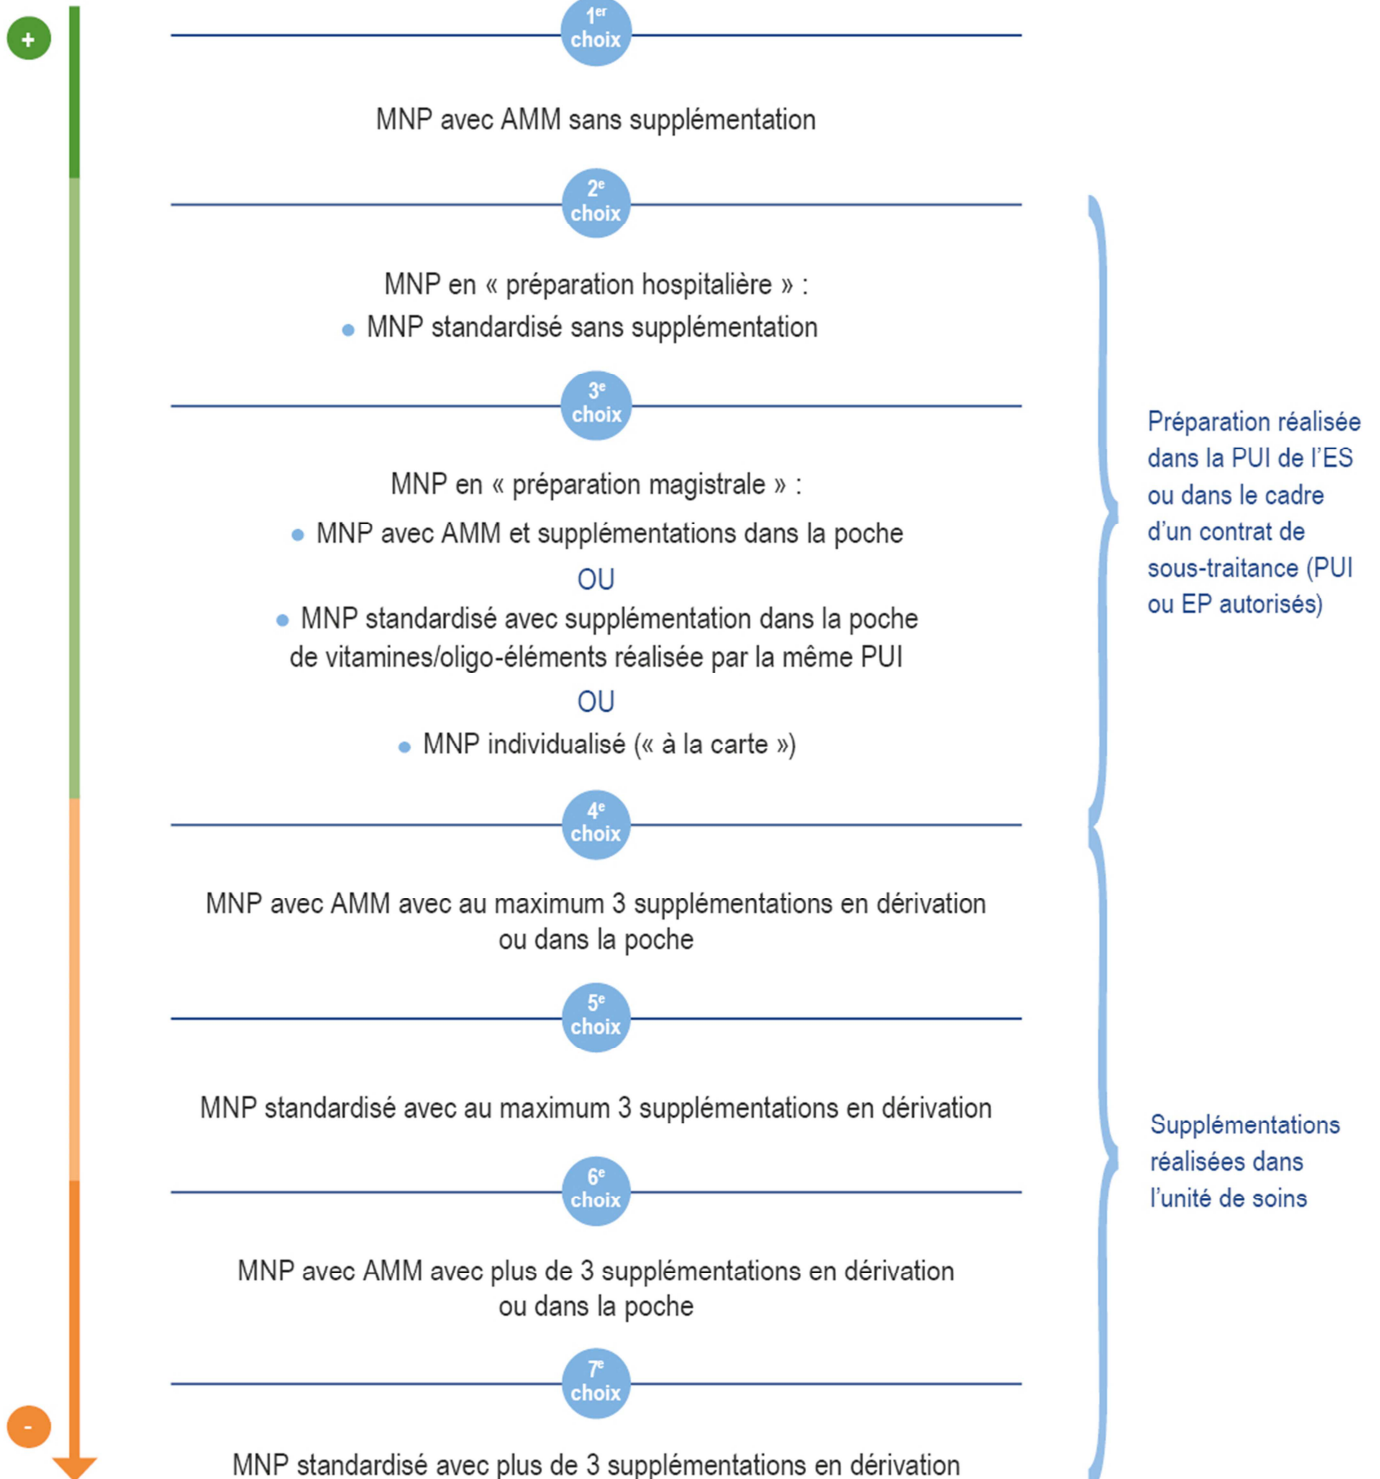 +
1er
choix
MNP avec AMM sans supplémentation
2e
choix
MNP en « préparation hospitalière » :
• MNP standardisé sans supplémentation
3e
choix
MNP en « préparation magistrale » :
• MNP avec AMM et supplémentations dans la poche
OU
• MNP standardisé avec supplémentation dans la poche
de vitamines/oligo-éléments réalisée par la même PUI
OU
• MNP individualisé (« à la carte »)
Préparation réalisée
dans la PUI de l'ES
ou dans le cadre
d'un contrat de
sous-traitance (PUI
ou EP autorisés)
4e
choix
MNP avec AMM avec au maximum 3 supplémentations en dérivation
ou dans la poche
5e
choix
MNP standardisé avec au maximum 3 supplémentations en dérivation
6e
choix
MNP avec AMM avec plus de 3 supplémentations en dérivation
ou dans la poche
7e
choix
MNP standardisé avec plus de 3 supplémentations en dérivation
Supplémentations
réalisées dans
l'unité de soins
-